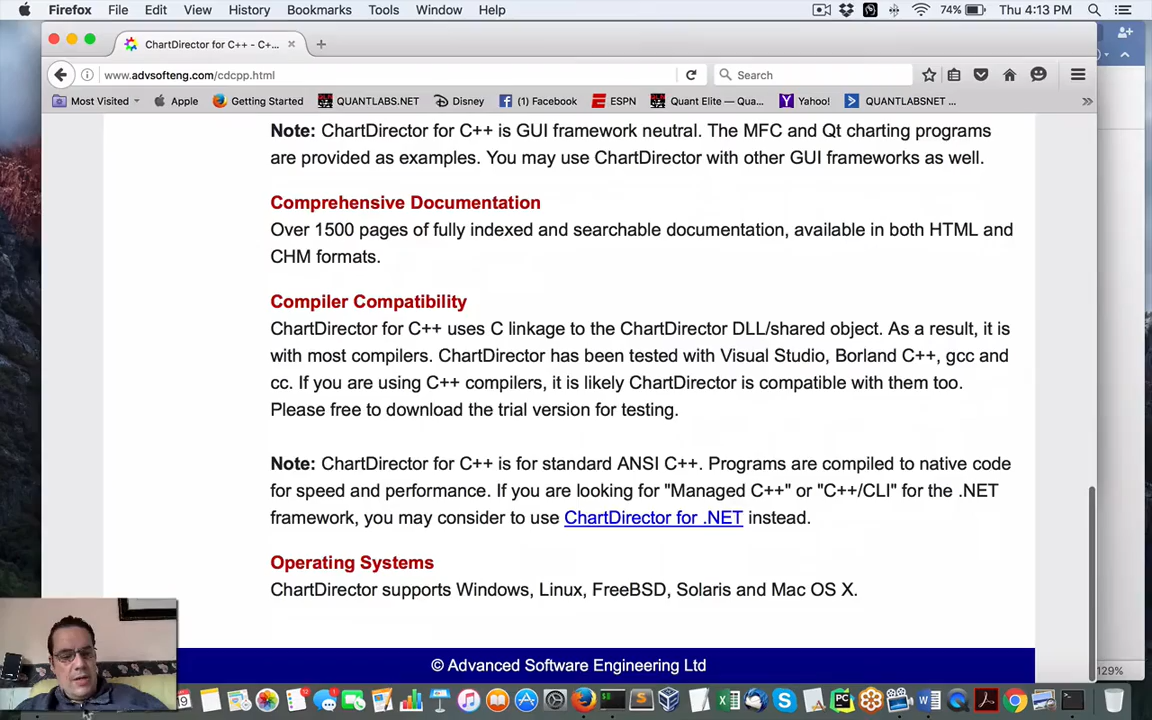 Firefox File Edit View History Bookmarks Tools Window Help 74% Thu 4:13 PM
ChartDirector for C++ - C+...
www.advsofteng.com/cdcpp.html Search
Most Visited Apple Getting Started QUANTLABS.NET Disney (1) Facebook ESPN Quant Elite — Qua... Yahoo! QUANTLABSNET ...
Note: ChartDirector for C++ is GUI framework neutral. The MFC and Qt charting programs
are provided as examples. You may use ChartDirector with other GUI frameworks as well.
Comprehensive Documentation
Over 1500 pages of fully indexed and searchable documentation, available in both HTML and
CHM formats.
Compiler Compatibility
ChartDirector for C++ uses C linkage to the ChartDirector DLL/shared object. As a result, it is
with most compilers. ChartDirector has been tested with Visual Studio, Borland C++, gcc and
cc. If you are using C++ compilers, it is likely ChartDirector is compatible with them too.
Please free to download the trial version for testing.
Note: ChartDirector for C++ is for standard ANSI C++. Programs are compiled to native code
for speed and performance. If you are looking for "Managed C++" or "C++/CLI" for the .NET
framework, you may consider to use ChartDirector for .NET instead.
Operating Systems
ChartDirector supports Windows, Linux, FreeBSD, Solaris and Mac OS X.
© Advanced Software Engineering Ltd
129%